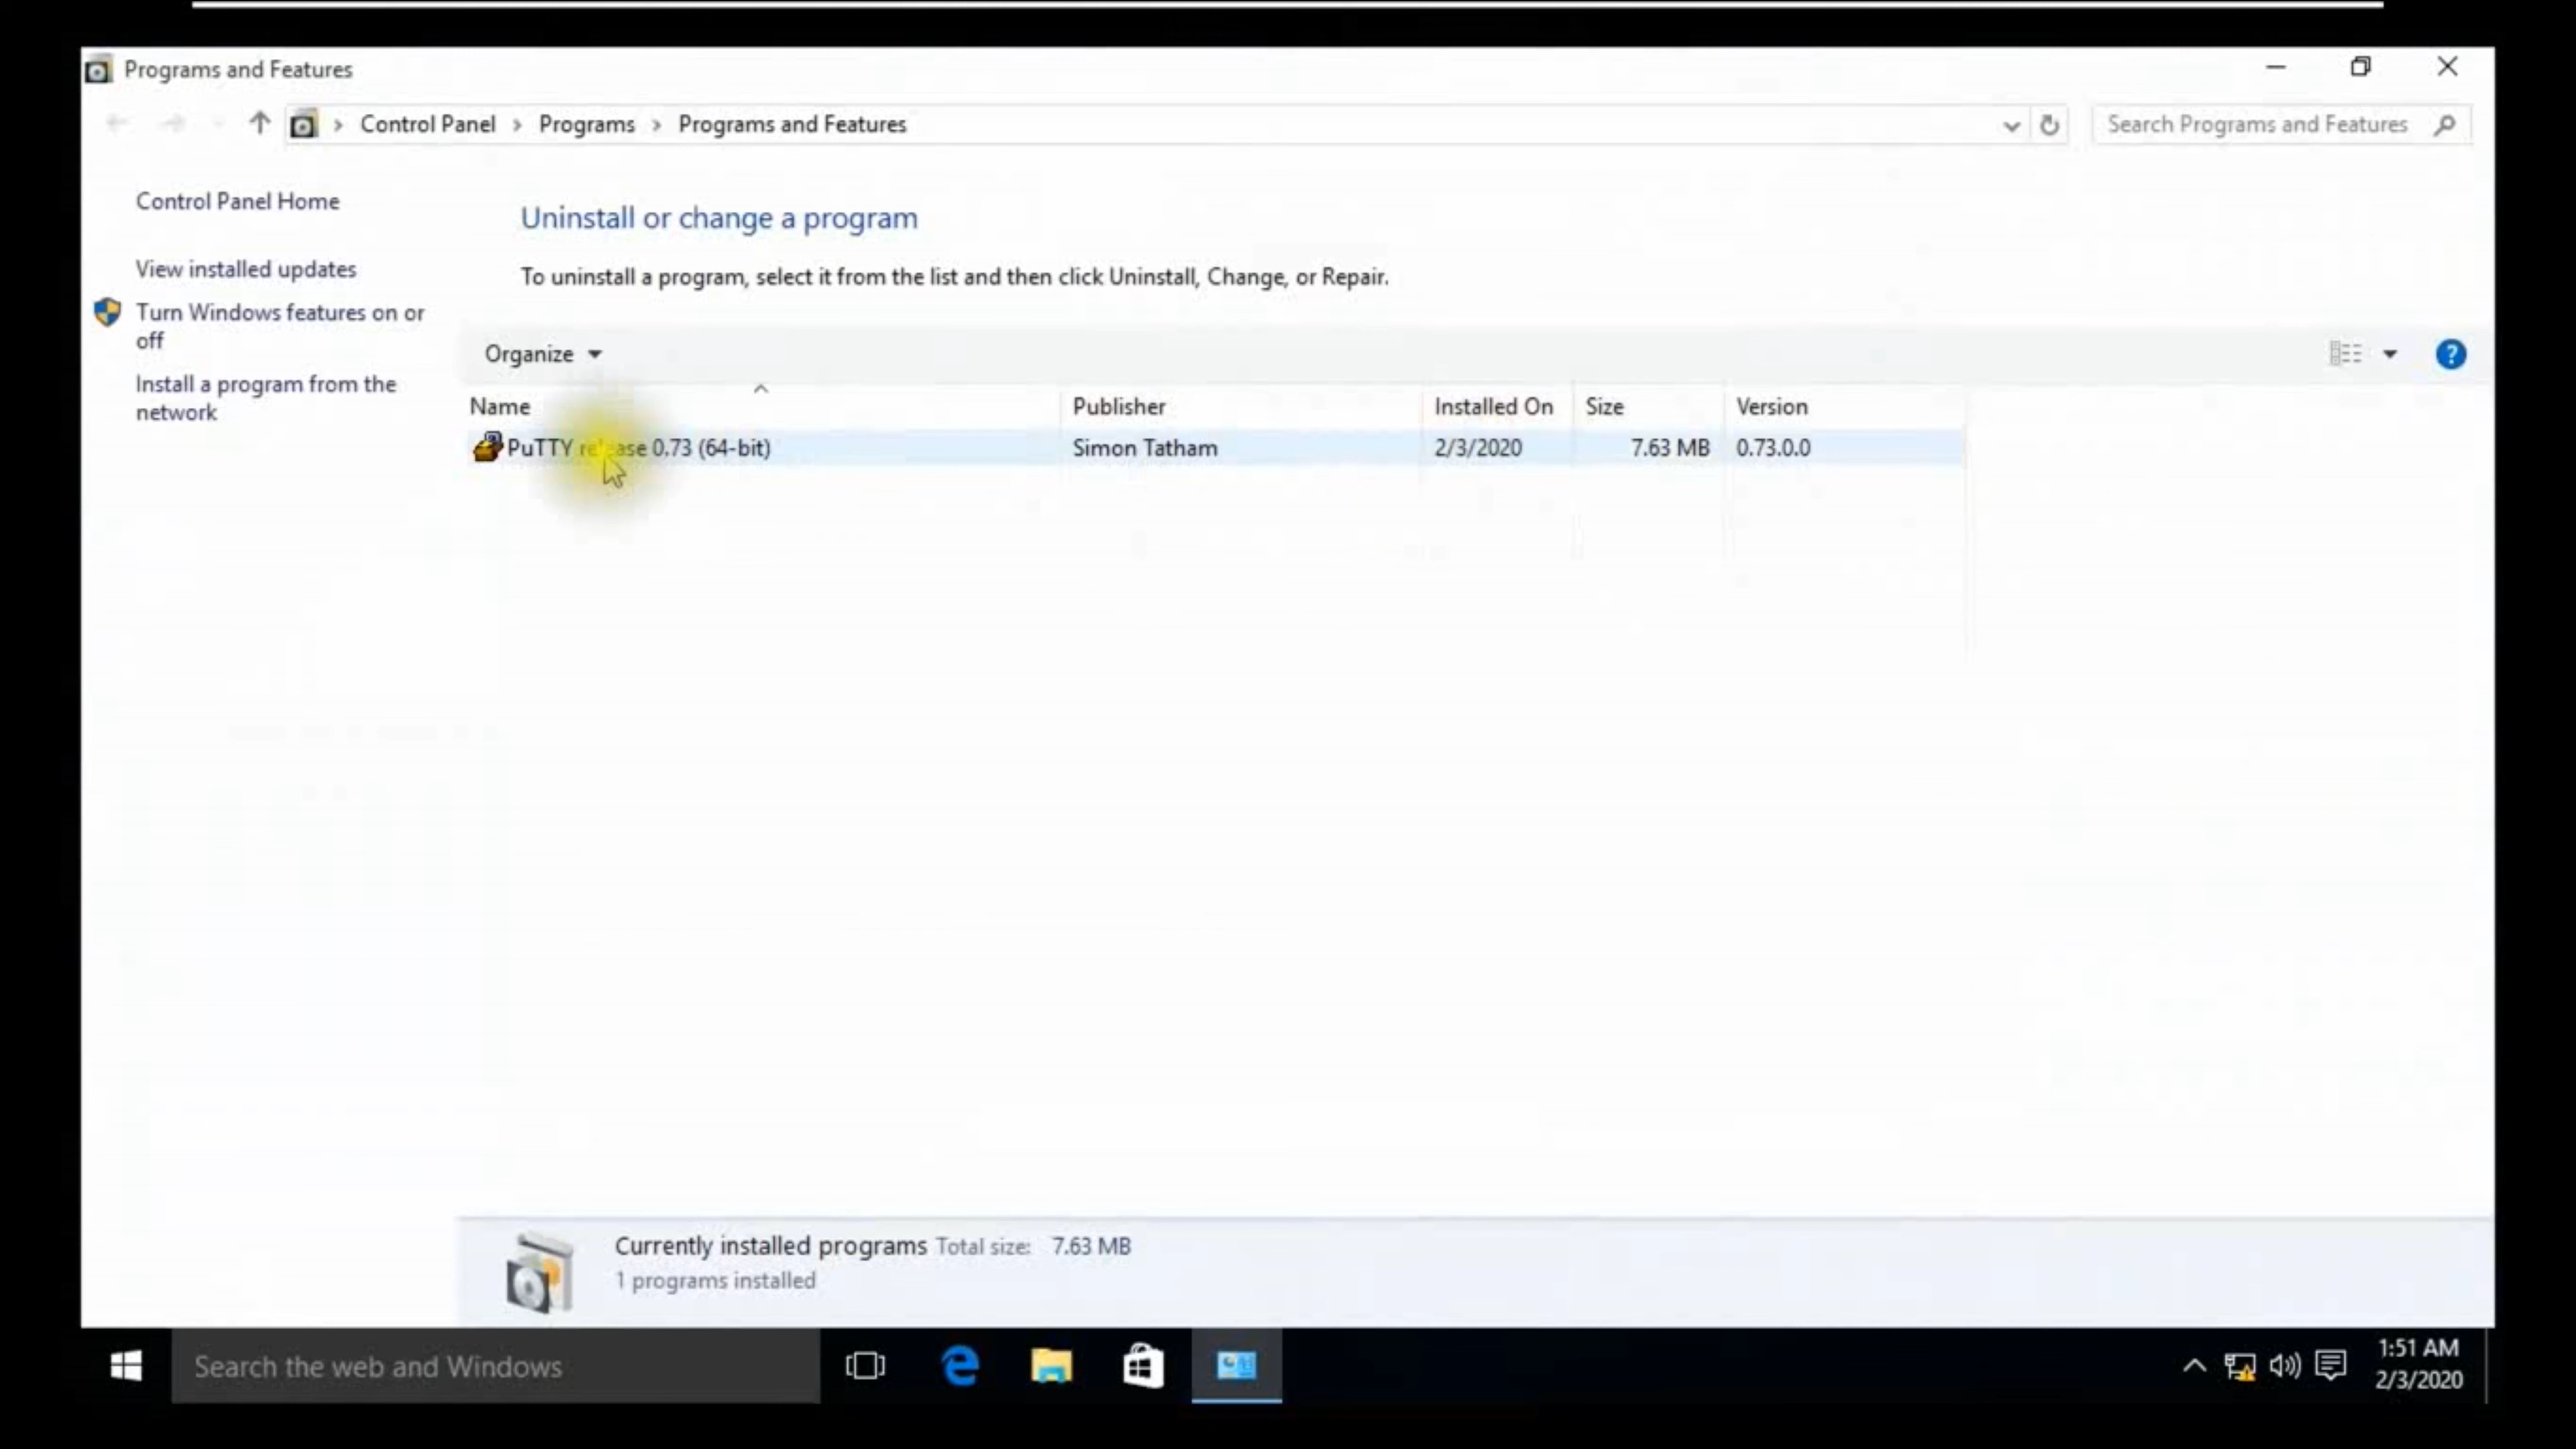 Programs and Features
Control Panel > Programs > Programs and Features
Search Programs and Features
Control Panel Home
View installed updates
Turn Windows features on or
off
Install a program from the
network
Uninstall or change a program
To uninstall a program, select it from the list and then click Uninstall, Change, or Repair.
Organize
Name Publisher Installed On Size Version
PuTTY release 0.73 (64-bit) Simon Tatham 2/3/2020 7.63 MB 0.73.0.0
Currently installed programs Total size: 7.63 MB
1 programs installed
Search the web and Windows
1:51 AM
2/3/2020